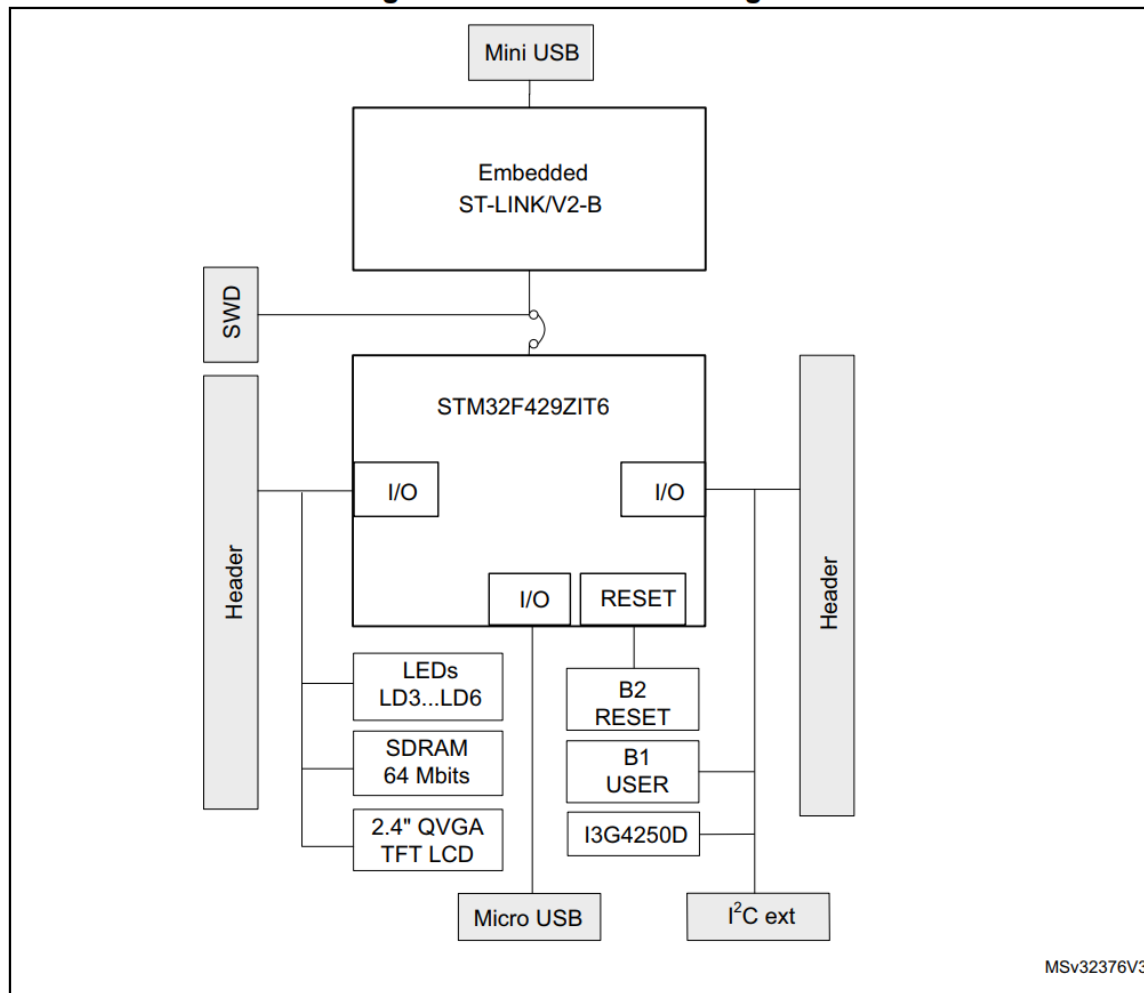 Mini USB
Embedded
ST-LINK/V2-B
SWD
STM32F429ZIT6
I/O
I/O
Header
Header
I/O
RESET
LEDs
LD3...LD6
B2
RESET
SDRAM
64 Mbits
B1
USER
2.4" QVGA
TFT LCD
I3G4250D
Micro USB
I²C ext
MSv32376V3